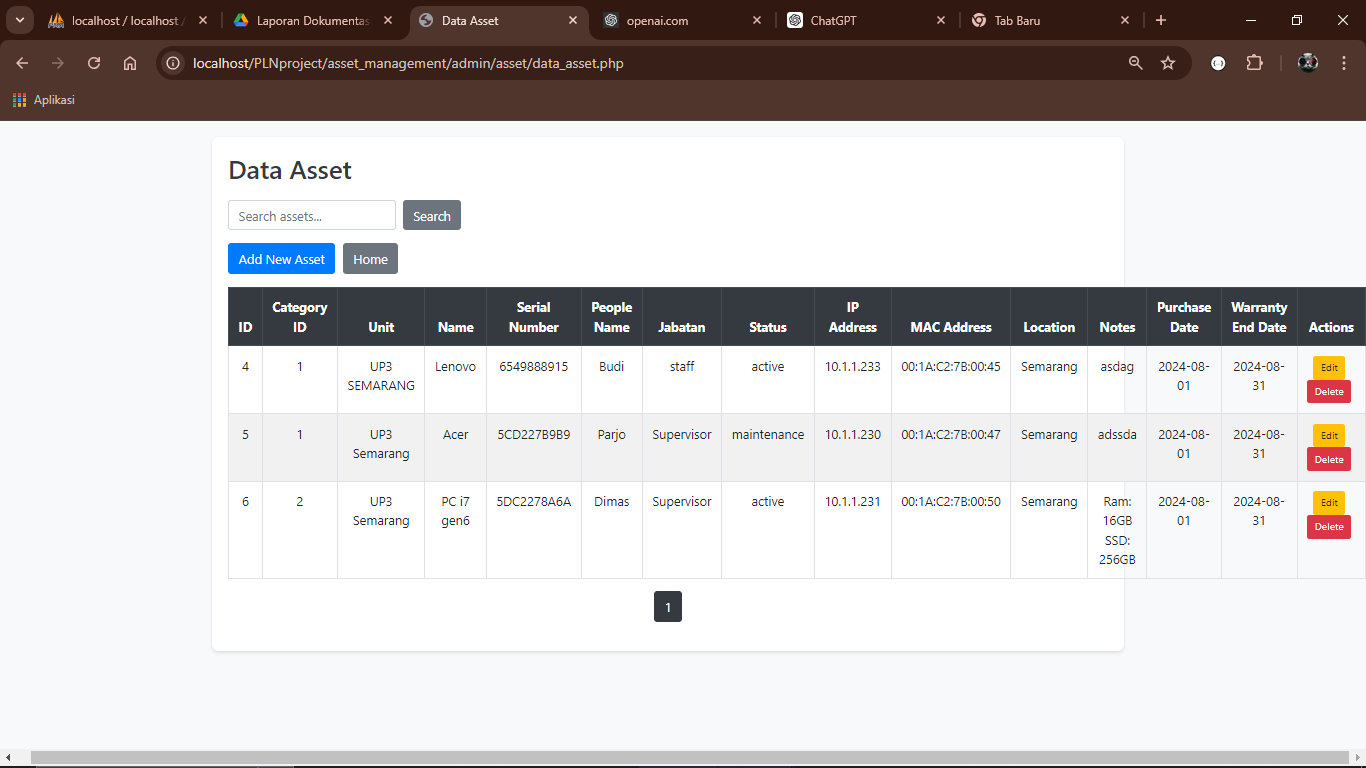 localhost / localhost /
Laporan Dokumentas
Data Asset
openai.com
ChatGPT
Tab Baru
localhost/PLNproject/asset_management/admin/asset/data_asset.php
Aplikasi
Data Asset
Search assets...
Search
Add New Asset
Home
ID
Category
ID
Unit
Name
Serial
Number
People
Name
Jabatan
Status
IP
Address
MAC Address
Location
Notes
Purchase
Date
Warranty
End Date
Actions
4
1
UP3
SEMARANG
Lenovo
6549888915
Budi
staff
active
10.1.1.233
00:1A:C2:7B:00:45
Semarang
asdag
2024-08-
01
2024-08-
31
Edit
Delete
5
1
UP3
Semarang
Acer
5CD227B9B9
Parjo
Supervisor
maintenance
10.1.1.230
00:1A:C2:7B:00:47
Semarang
adssda
2024-08-
01
2024-08-
31
Edit
Delete
6
2
UP3
Semarang
PC i7
gen6
5DC2278A6A
Dimas
Supervisor
active
10.1.1.231
00:1A:C2:7B:00:50
Semarang
Ram:
16GB
SSD:
256GB
2024-08-
01
2024-08-
31
Edit
Delete
1